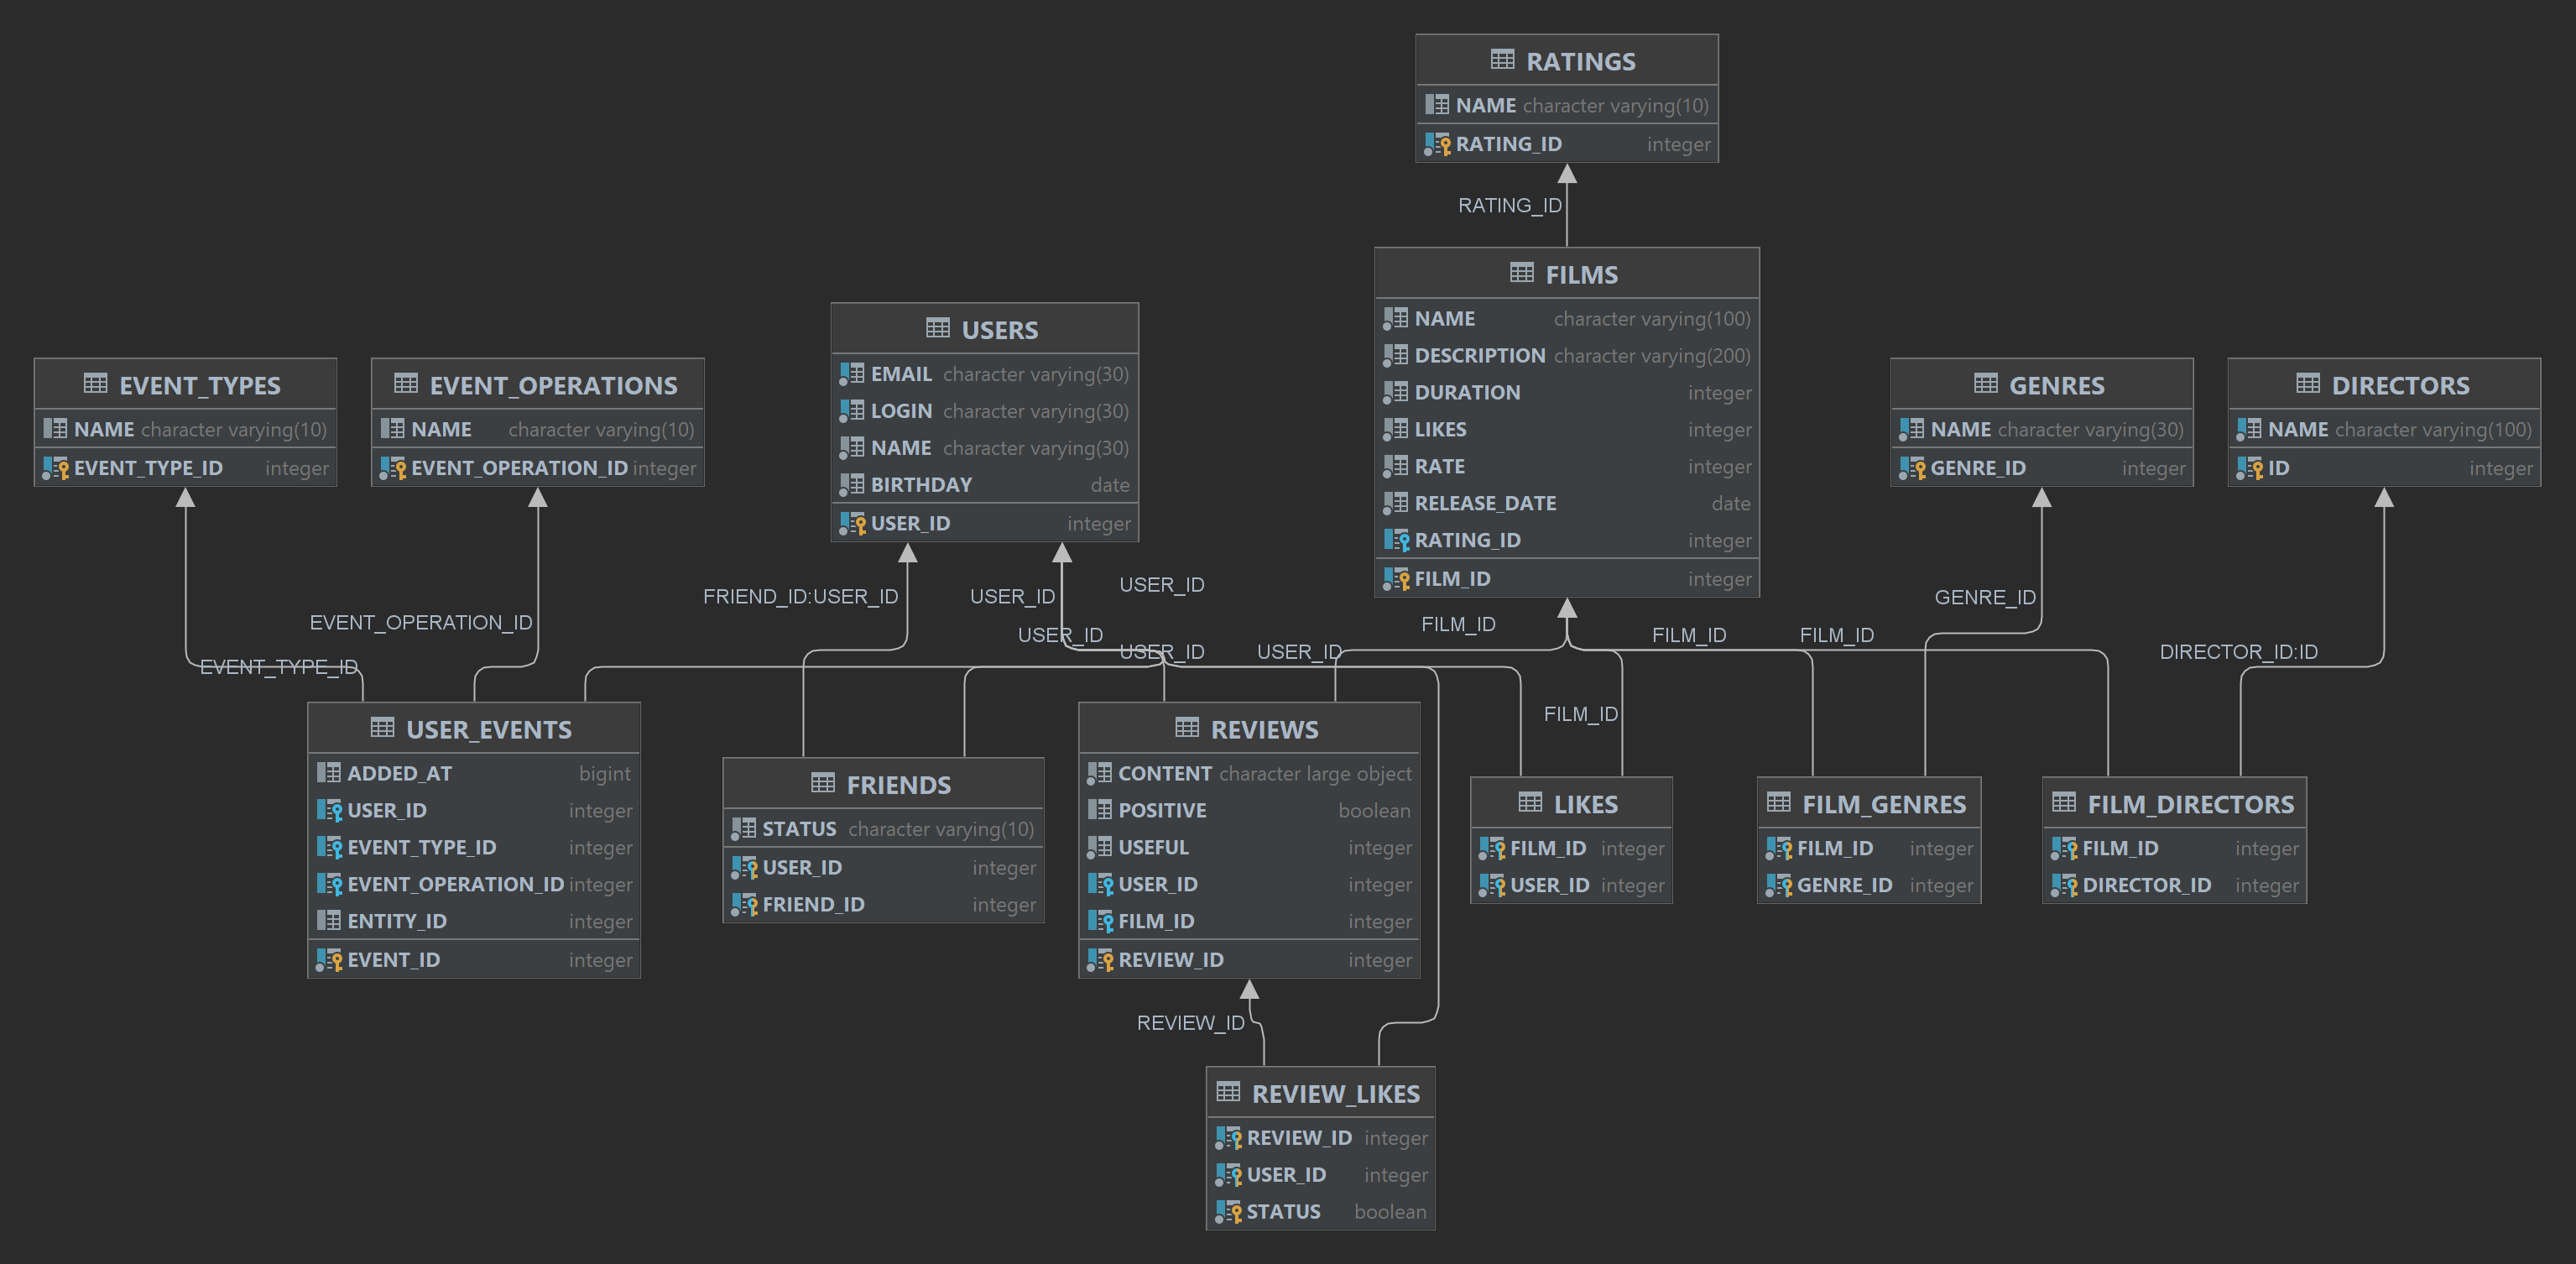 RATINGS
NAME character varying(10)
RATING_ID integer
RATING_ID
FILMS
NAME character varying(100)
DESCRIPTION character varying(200)
DURATION integer
LIKES integer
RATE integer
RELEASE_DATE date
RATING_ID integer
FILM_ID integer
USERS
EMAIL character varying(30)
LOGIN character varying(30)
NAME character varying(30)
BIRTHDAY date
USER_ID integer
EVENT_TYPES
NAME character varying(10)
EVENT_TYPE_ID integer
EVENT_OPERATIONS
NAME character varying(10)
EVENT_OPERATION_ID integer
GENRES
NAME character varying(30)
GENRE_ID integer
DIRECTORS
NAME character varying(100)
ID integer
FRIEND_ID:USER_ID
USER_ID
USER_ID
GENRE_ID
EVENT_OPERATION_ID
USER_ID
FILM_ID
FILM_ID
FILM_ID
EVENT_TYPE_ID
USER_ID
USER_ID
DIRECTOR_ID:ID
FILM_ID
USER_EVENTS
ADDED_AT bigint
USER_ID integer
EVENT_TYPE_ID integer
EVENT_OPERATION_ID integer
ENTITY_ID integer
EVENT_ID integer
FRIENDS
STATUS character varying(10)
USER_ID integer
FRIEND_ID integer
REVIEWS
CONTENT character large object
POSITIVE boolean
USEFUL integer
USER_ID integer
FILM_ID integer
REVIEW_ID integer
LIKES
FILM_ID integer
USER_ID integer
FILM_GENRES
FILM_ID integer
GENRE_ID integer
FILM_DIRECTORS
FILM_ID integer
DIRECTOR_ID integer
REVIEW_ID
REVIEW_LIKES
REVIEW_ID integer
USER_ID integer
STATUS boolean